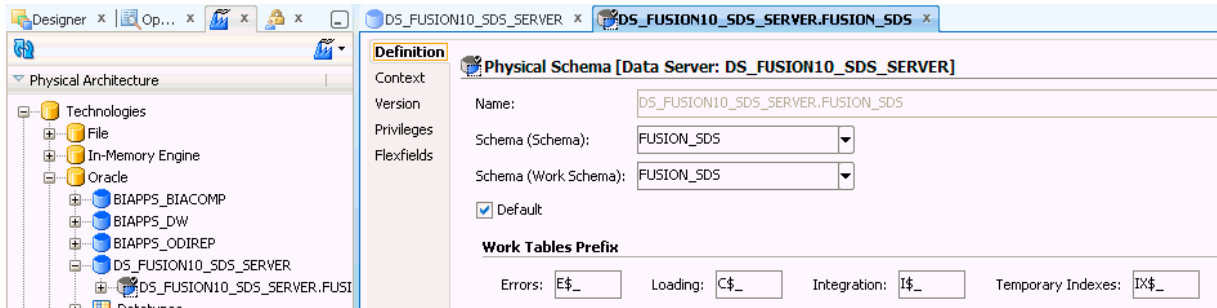 Designer x Op... x x x
DS_FUSION10_SDS_SERVER x DS_FUSION10_SDS_SERVER.FUSION_SDS x
Physical Architecture
Technologies
File
In-Memory Engine
Oracle
BIAPPS_BIACOMP
BIAPPS_DW
BIAPPS_ODIREP
DS_FUSION10_SDS_SERVER
DS_FUSION10_SDS_SERVER.FUSI
Datatypes
Definition
Context
Version
Privileges
Flexfields
Physical Schema [Data Server: DS_FUSION10_SDS_SERVER]
Name: DS_FUSION10_SDS_SERVER.FUSION_SDS
Schema (Schema): FUSION_SDS
Schema (Work Schema): FUSION_SDS
Default
Work Tables Prefix
Errors: E$_ Loading: C$_ Integration: I$_ Temporary Indexes: IX$_